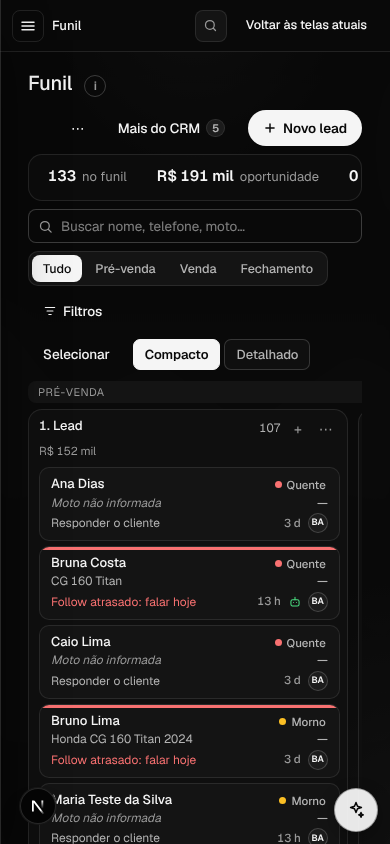 Funil
Voltar às telas atuais
Funil
i
... Mais do CRM 5 + Novo lead
133 no funil R$ 191 mil oportunidade 0
Buscar nome, telefone, moto...
Tudo Pré-venda Venda Fechamento
Filtros
Selecionar Compacto Detalhado
PRÉ-VENDA
1. Lead 107 + ...
R$ 152 mil
Ana Dias Quente
Moto não informada —
Responder o cliente 3 d BA
Bruna Costa Quente
CG 160 Titan —
Follow atrasado: falar hoje 13 h BA
Caio Lima Quente
Moto não informada —
Responder o cliente 3 d BA
Bruno Lima Morno
Honda CG 160 Titan 2024 —
Follow atrasado: falar hoje 3 d BA
N
Maria Teste da Silva Morno
Moto não informada —
Responder o cliente 13 h BA